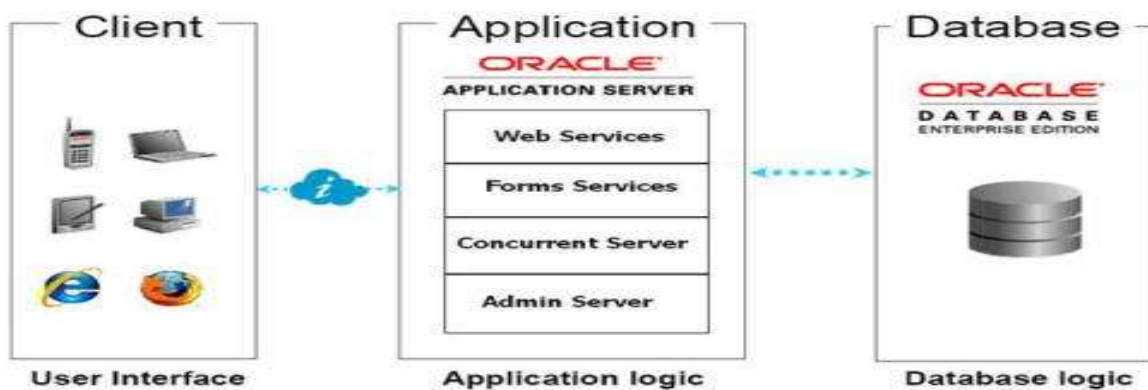 Client
User Interface
Application
ORACLE
APPLICATION SERVER
Web Services
Forms Services
Concurrent Server
Admin Server
Application logic
Database
ORACLE
DATABASE
ENTERPRISE EDITION
Database logic